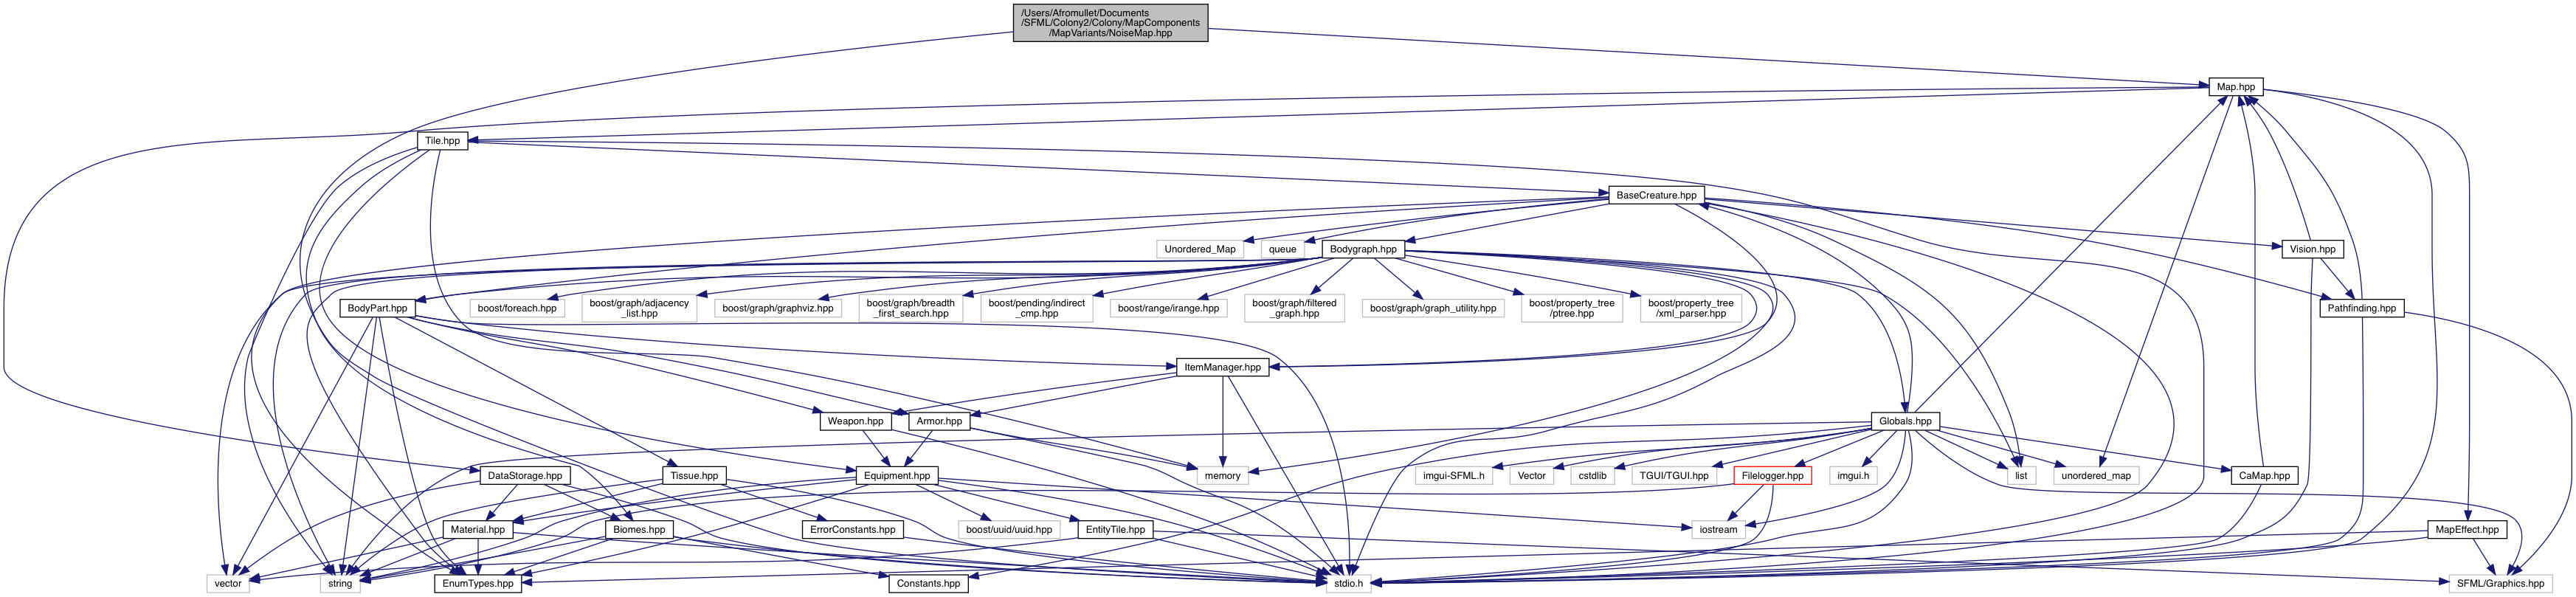 /Users/Afromullet/Documents
/SFML/Colony2/Colony/MapComponents
/MapVariants/NoiseMap.hpp
Map.hpp
Tile.hpp
BaseCreature.hpp
Unordered_Map
queue
Bodygraph.hpp
Vision.hpp
BodyPart.hpp
boost/foreach.hpp
boost/graph/adjacency
_list.hpp
boost/graph/graphviz.hpp
boost/graph/breadth
_first_search.hpp
boost/pending/indirect
_cmp.hpp
boost/range/irange.hpp
boost/graph/filtered
_graph.hpp
boost/graph/graph_utility.hpp
boost/property_tree
/ptree.hpp
boost/property_tree
/xml_parser.hpp
Pathfinding.hpp
ItemManager.hpp
Weapon.hpp
Armor.hpp
Globals.hpp
DataStorage.hpp
Tissue.hpp
Equipment.hpp
memory
imgui-SFML.h
Vector
cstdlib
TGUI/TGUI.hpp
Filelogger.hpp
imgui.h
list
unordered_map
CaMap.hpp
Material.hpp
Biomes.hpp
ErrorConstants.hpp
boost/uuid/uuid.hpp
EntityTile.hpp
iostream
MapEffect.hpp
vector
string
EnumTypes.hpp
Constants.hpp
stdio.h
SFML/Graphics.hpp